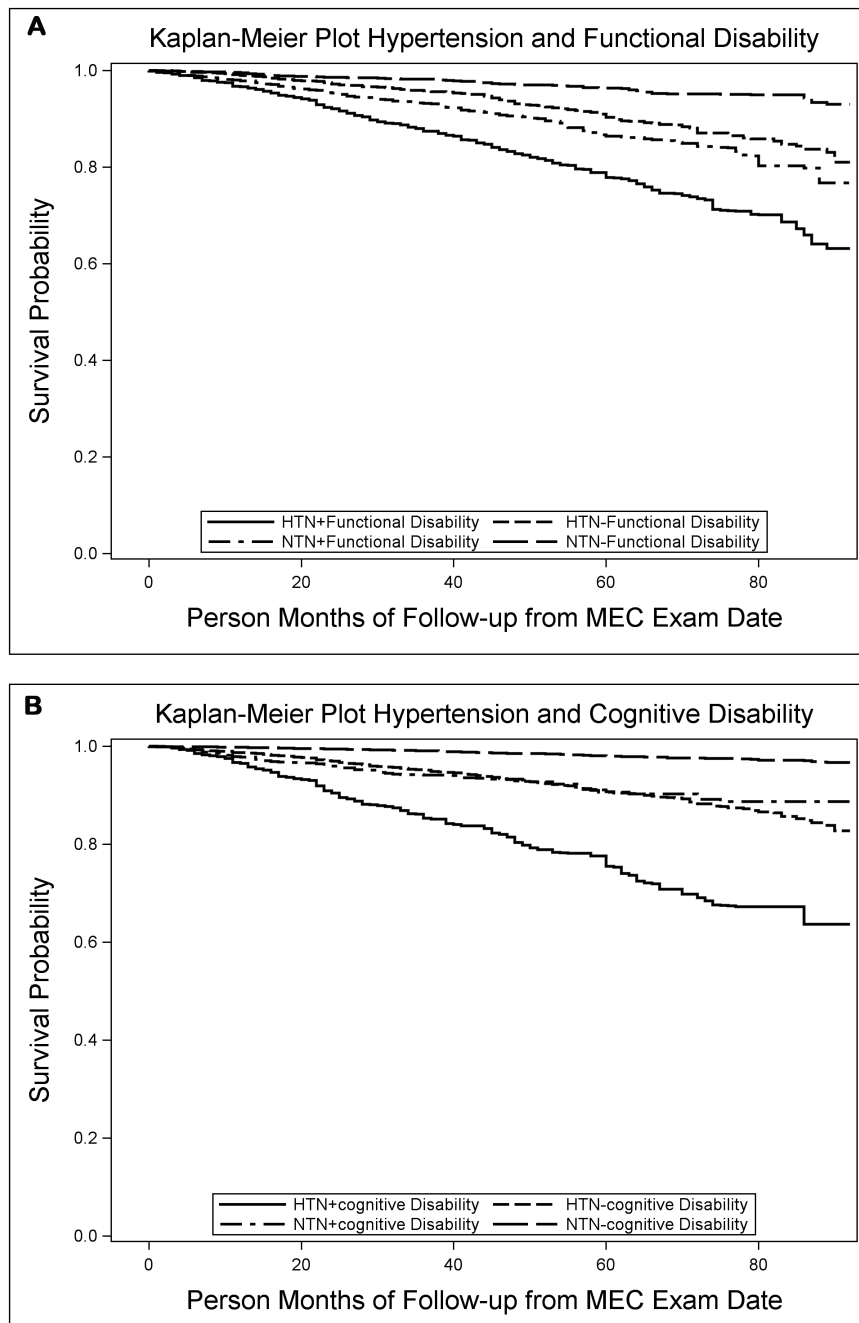 A
Kaplan-Meier Plot Hypertension and Functional Disability
1.0
0.8
0.6
0.4
0.2
0.0
Survival Probability
HTN+Functional Disability HTN-Functional Disability
NTN+Functional Disability NTN-Functional Disability
0 20 40 60 80
Person Months of Follow-up from MEC Exam Date
B
Kaplan-Meier Plot Hypertension and Cognitive Disability
1.0
0.8
0.6
0.4
0.2
0.0
Survival Probability
HTN+cognitive Disability HTN-cognitive Disability
NTN+cognitive Disability NTN-cognitive Disability
0 20 40 60 80
Person Months of Follow-up from MEC Exam Date